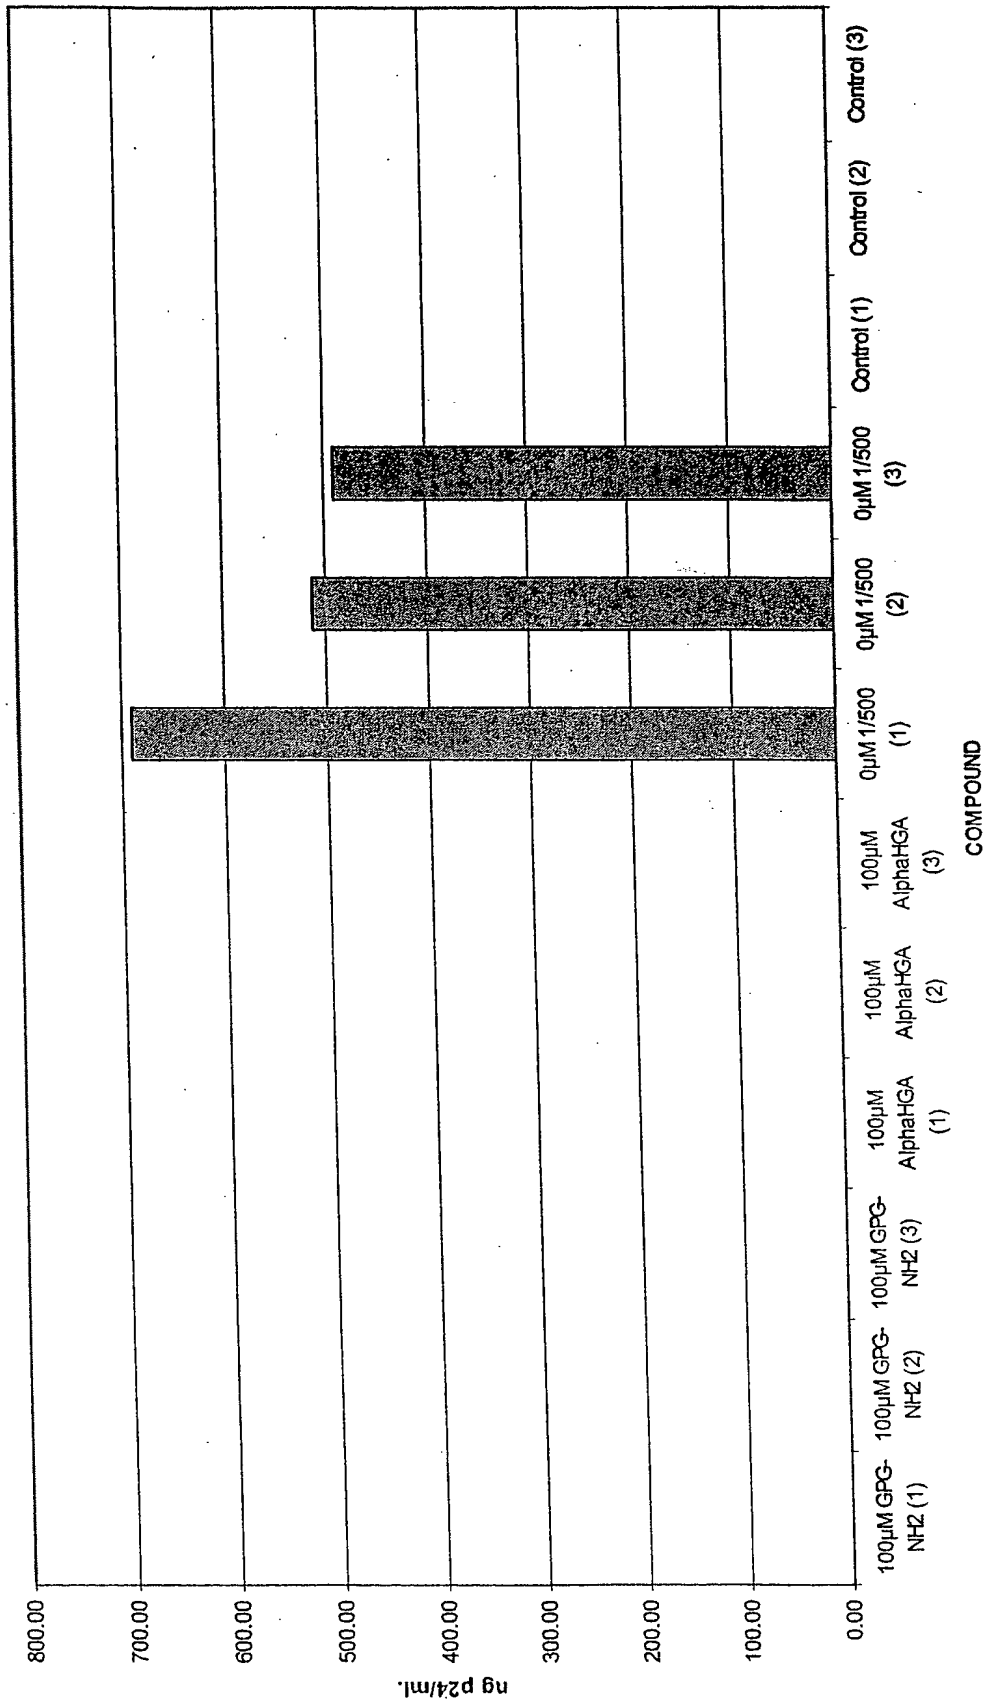 ng p24/ml.
800.00
700.00
600.00
500.00
400.00
300.00
200.00
100.00
0.00
100µM GPG-
NH2 (1)
100µM GPG-
NH2 (2)
100µM GPG-
NH2 (3)
100µM
AlphaHGA
(1)
100µM
AlphaHGA
(2)
100µM
AlphaHGA
(3)
0µM 1/500
(1)
0µM 1/500
(2)
0µM 1/500
(3)
Control (1)
Control (2)
Control (3)
COMPOUND